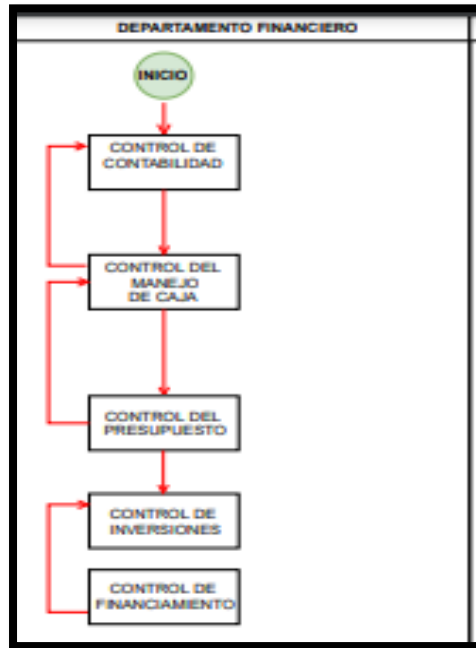 DEPARTAMENTO FINANCIERO
INICIO
CONTROL DE
CONTABILIDAD
CONTROL DEL
MANEJO
DE CAJA
CONTROL DEL
PRESUPUESTO
CONTROL DE
INVERSIONES
CONTROL DE
FINANCIAMIENTO